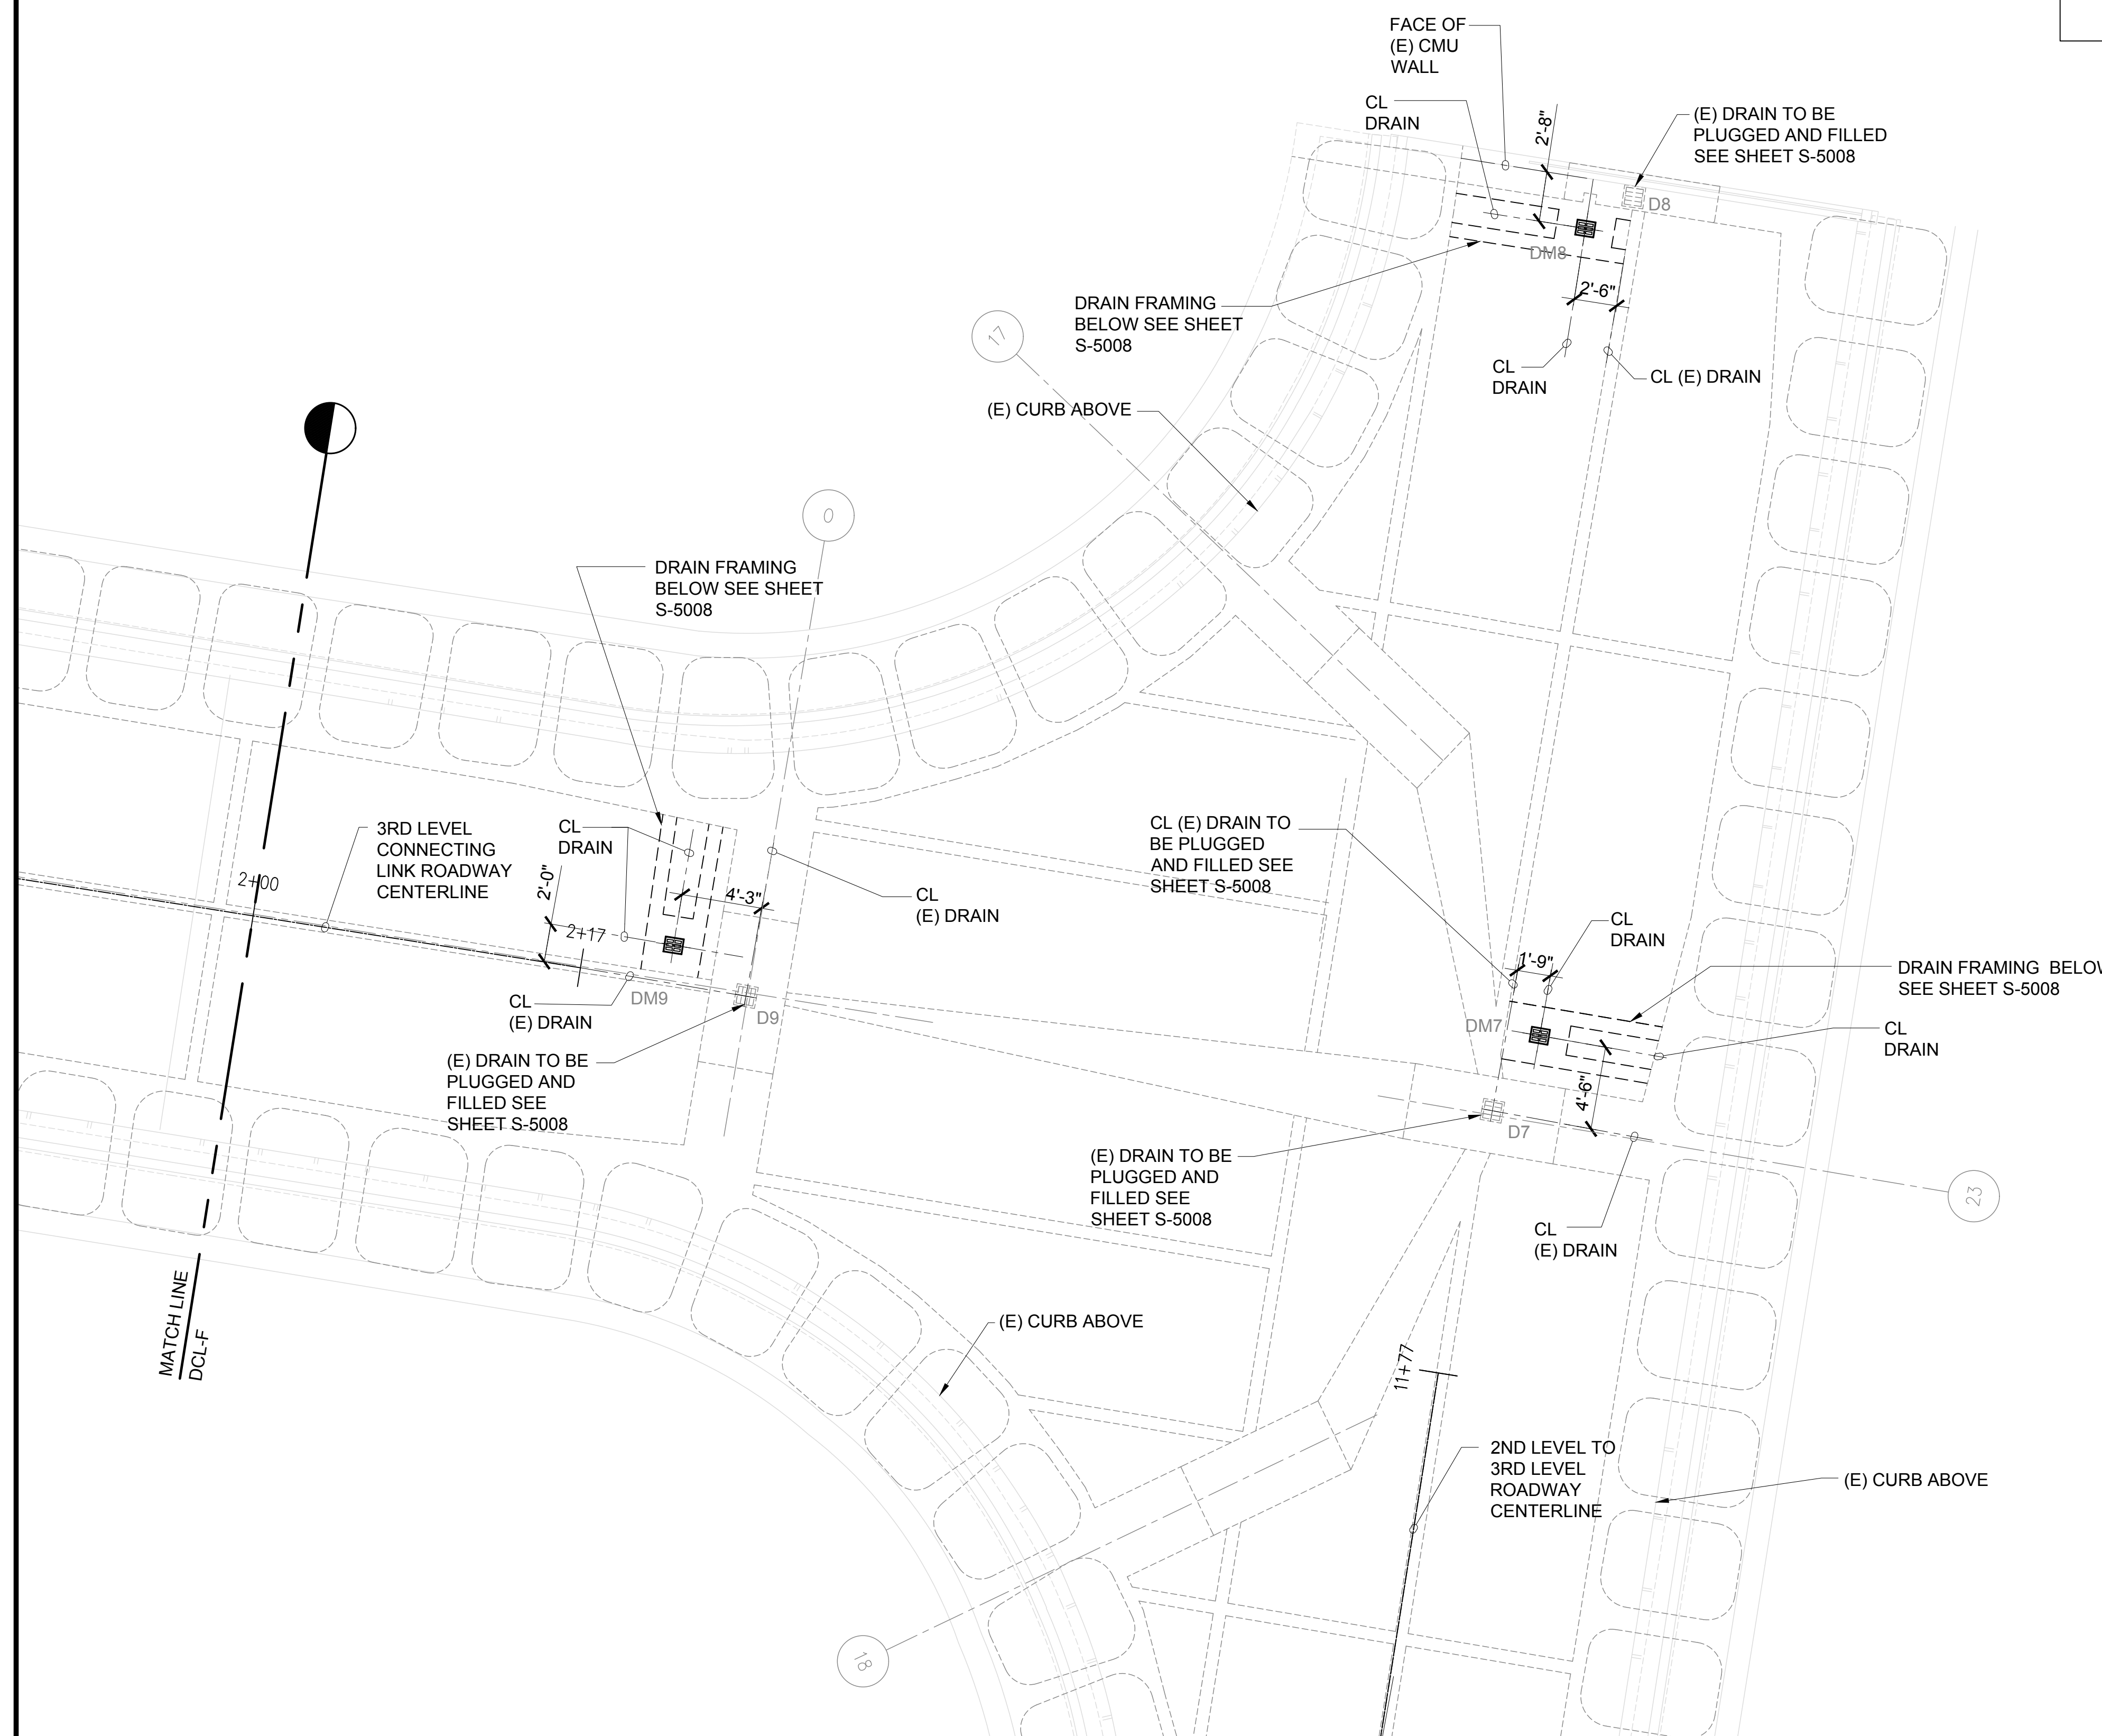 FACE OF
(E) CMU
WALL
CL
DRAIN
2'-8"
(E) DRAIN TO BE
PLUGGED AND FILLED
SEE SHEET S-5008
D8
DM8
2'-6"
DRAIN FRAMING
BELOW SEE SHEET
S-5008
17
CL
DRAIN
CL (E) DRAIN
(E) CURB ABOVE
0
DRAIN FRAMING
BELOW SEE SHEET
S-5008
3RD LEVEL
CONNECTING
LINK ROADWAY
CENTERLINE
CL
DRAIN
2+00
2'-0"
4'-3"
2+17
CL
(E) DRAIN
CL (E) DRAIN TO
BE PLUGGED
AND FILLED SEE
SHEET S-5008
CL
DRAIN
1'-9"
DRAIN FRAMING BELOW
SEE SHEET S-5008
CL
(E) DRAIN
DM9
D9
DM7
CL
DRAIN
(E) DRAIN TO BE
PLUGGED AND
FILLED SEE
SHEET S-5008
4'-6"
D7
(E) DRAIN TO BE
PLUGGED AND
FILLED SEE
SHEET S-5008
23
CL
(E) DRAIN
MATCH LINE
DCL-F
(E) CURB ABOVE
11+77
2ND LEVEL TO
3RD LEVEL
ROADWAY
CENTERLINE
(E) CURB ABOVE
18